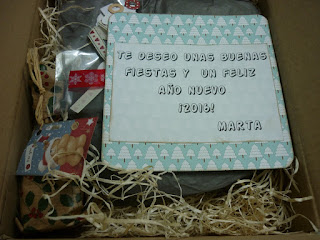 TE DESEO UNAS BUENAS
FIESTAS Y UN FELIZ
AÑO NUEVO
¡2016!
MARTA